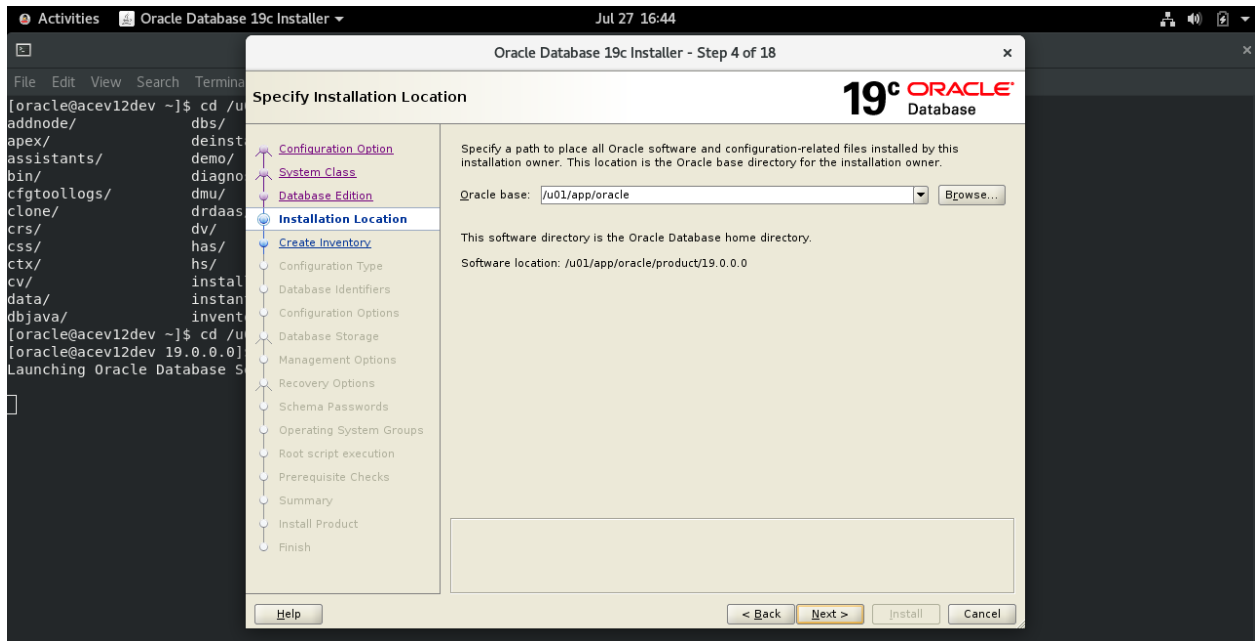 Activities Oracle Database 19c Installer Jul 27 16:44
Oracle Database 19c Installer - Step 4 of 18
File Edit View Search
[oracle@acev12dev ~]$ cd
addnode/ dbs/
apex/
assistants/ demo/
bin/
cfgtoollogs/ dmu/
clone/
crs/ dv/
css/ has/
ctx/ hs/
cv/
data/
dbjava/
[oracle@acev12dev ~]$ cd
[oracle@acev12dev 19.0.0.0]
Launching Oracle Database
Specify Installation Location
19c ORACLE
Database
Configuration Option
System Class
Database Edition
Installation Location
Create Inventory
Configuration Type
Database Identifiers
Configuration Options
Database Storage
Management Options
Recovery Options
Schema Passwords
Operating System Groups
Root script execution
Prerequisite Checks
Summary
Install Product
Finish
Specify a path to place all Oracle software and configuration-related files installed by this
installation owner. This location is the Oracle base directory for the installation owner.
Oracle base: /u01/app/oracle Browse...
This software directory is the Oracle Database home directory.
Software location: /u01/app/oracle/product/19.0.0.0
Help < Back Next > Install Cancel